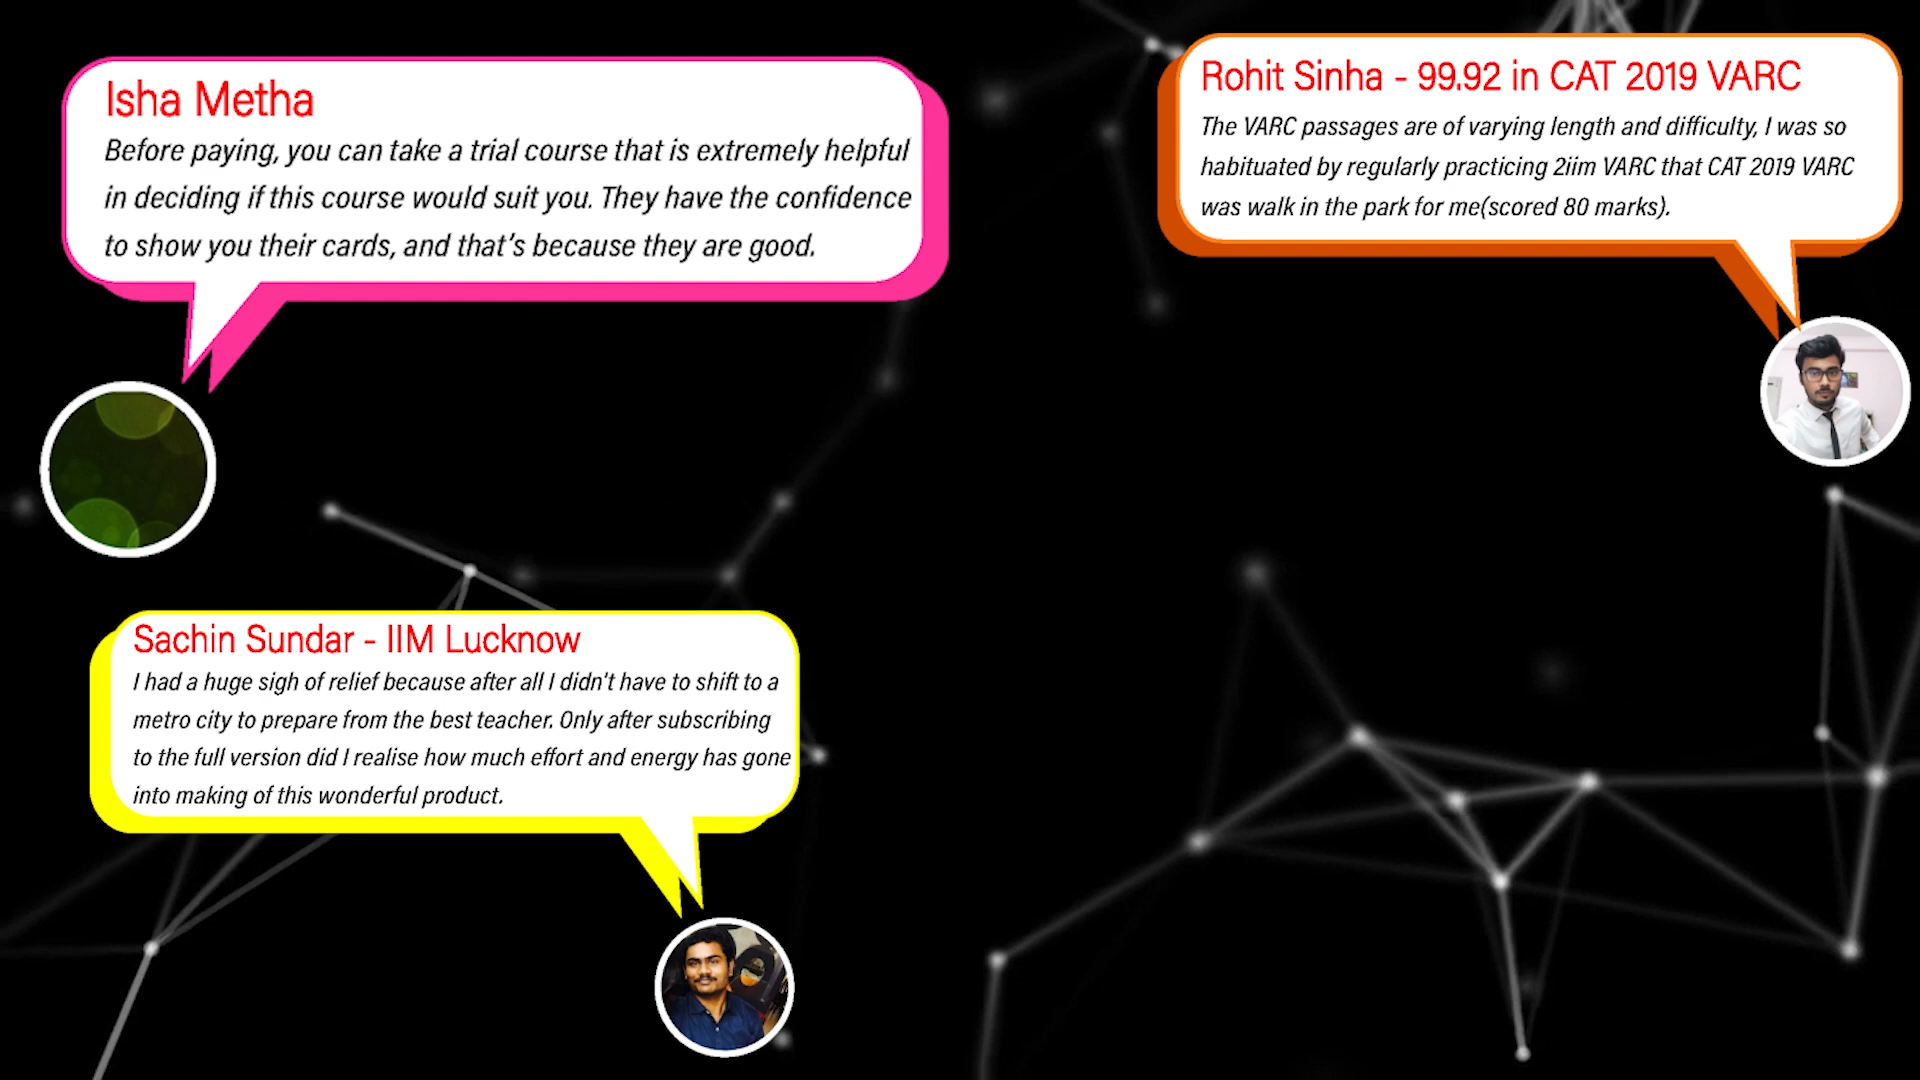 Isha Metha
Before paying, you can take a trial course that is extremely helpful
in deciding if this course would suit you. They have the confidence
to show you their cards, and that's because they are good.
Rohit Sinha - 99.92 in CAT 2019 VARC
The VARC passages are of varying length and difficulty, I was so
habituated by regularly practicing 2iim VARC that CAT 2019 VARC
was walk in the park for me(scored 80 marks).
Sachin Sundar - IIM Lucknow
I had a huge sigh of relief because after all I didn't have to shift to a
metro city to prepare from the best teacher. Only after subscribing
to the full version did I realise how much effort and energy has gone
into making of this wonderful product.